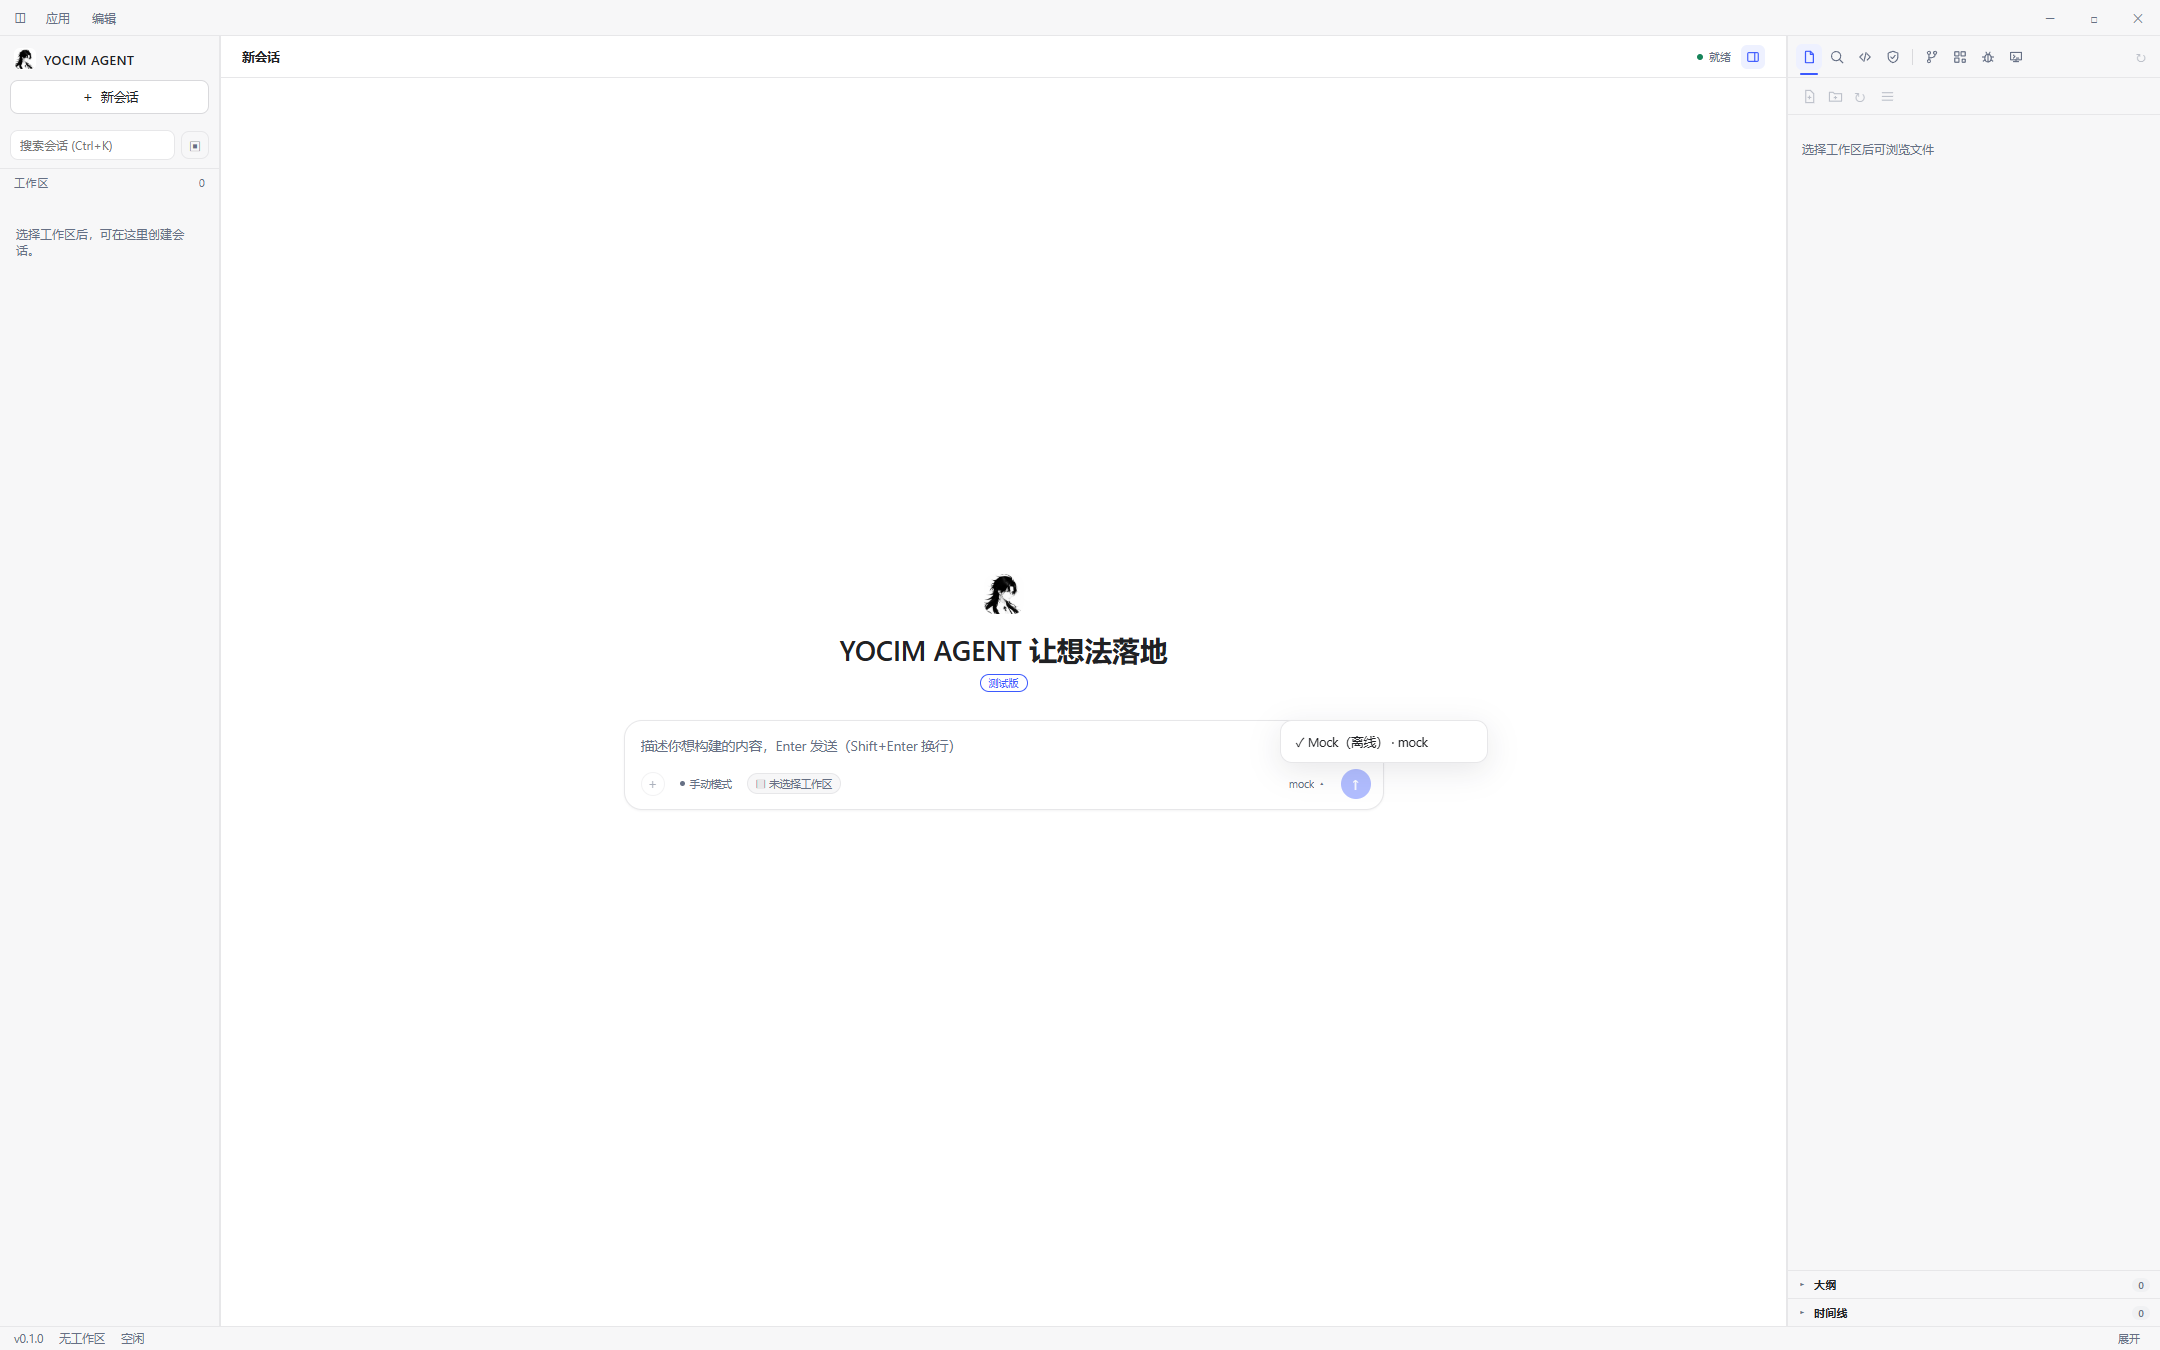 应用 编辑
YOCIM AGENT
+ 新会话
搜索会话 (Ctrl+K)
工作区 0
选择工作区后，可在这里创建会
话。
新会话
就绪
YOCIM AGENT 让想法落地
测试版
描述你想构建的内容，Enter 发送（Shift+Enter 换行）
✓ Mock（离线） · mock
+ 手动模式 未选择工作区 mock
选择工作区后可浏览文件
大纲 0
时间线 0
v0.1.0 无工作区 空闲
展开